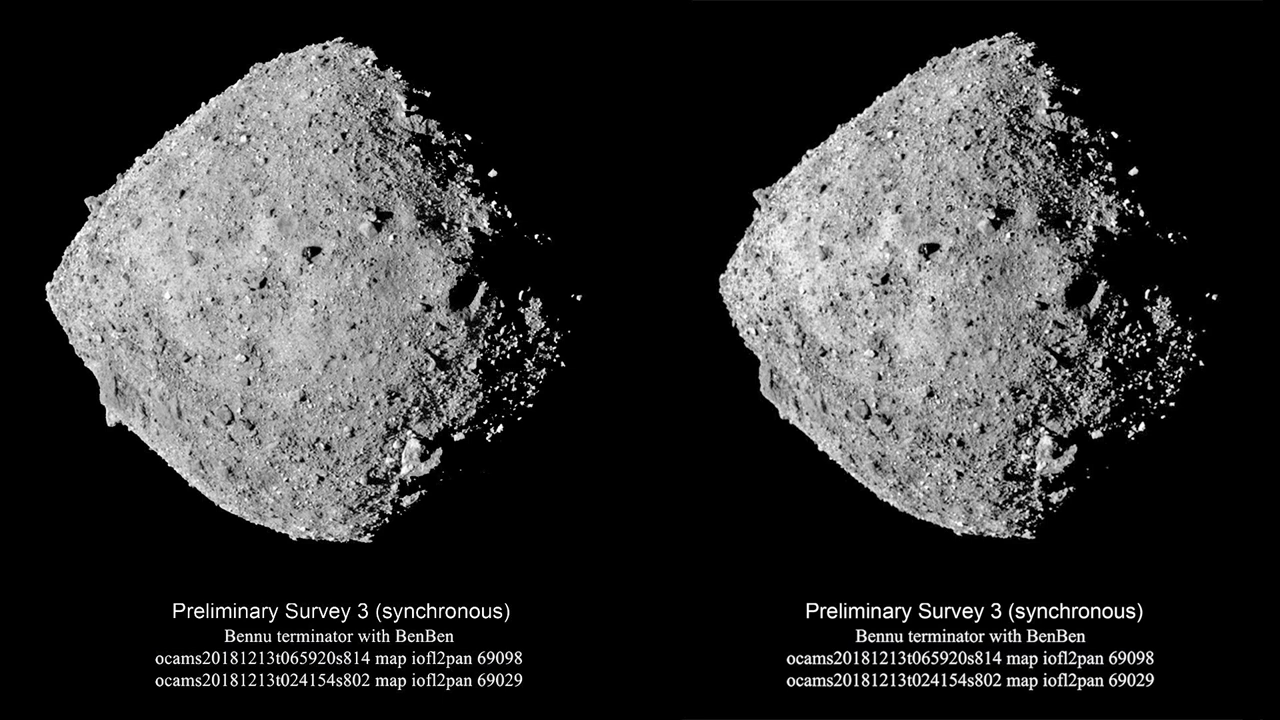 Preliminary Survey 3 (synchronous)
Bennu terminator with BenBen
ocams20181213t065920s814 map iofl2pan 69098
ocams20181213t024154s802 map iofl2pan 69029
Preliminary Survey 3 (synchronous)
Bennu terminator with BenBen
ocams20181213t065920s814 map iofl2pan 69098
ocams20181213t024154s802 map iofl2pan 69029